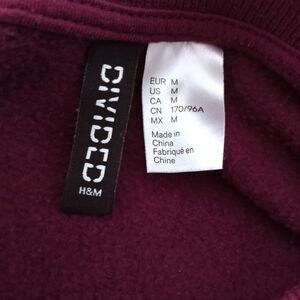 DIVIDED
H&M
EUR M
US M
CA M
CN 170/96A
MX M
Made in
China
Fabriqué en
Chine